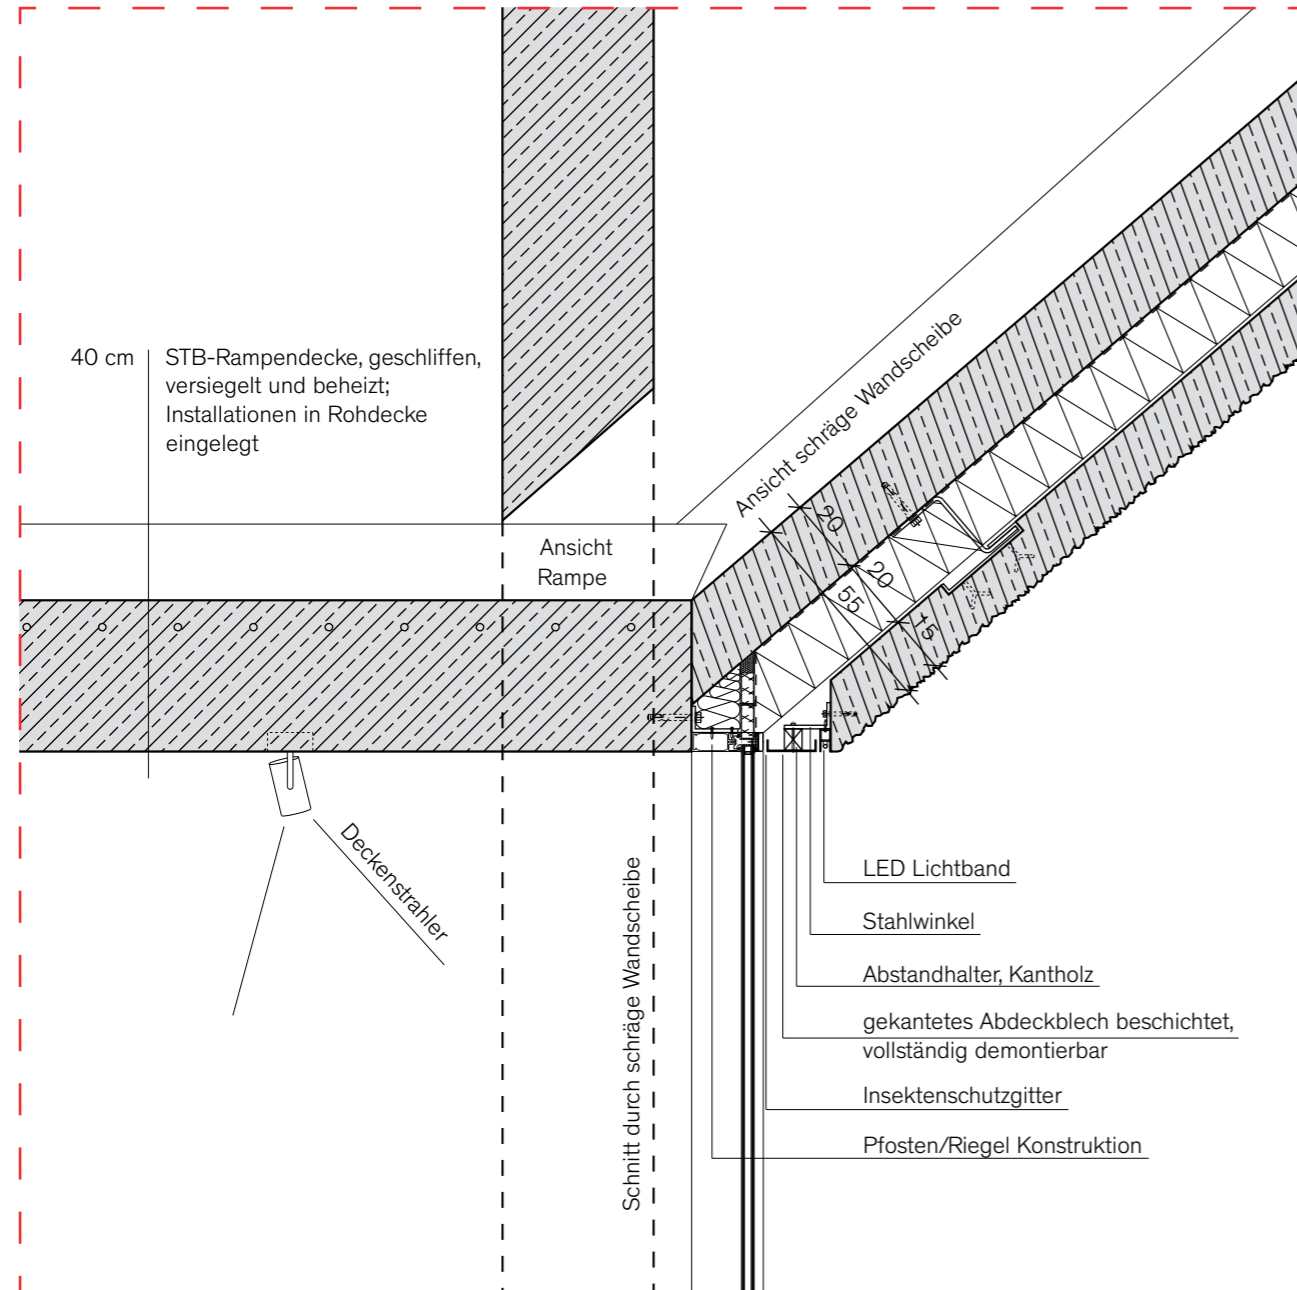 40 cm
STB-Rampendecke, geschliffen,
versiegelt und beheizt;
Installationen in Rohdecke
eingelegt
Ansicht
Rampe
Ansicht schräge Wandscheibe
20
20
55
15
Deckenstrahler
Schnitt durch schräge Wandscheibe
LED Lichtband
Stahlwinkel
Abstandhalter, Kantholz
gekantetes Abdeckblech beschichtet,
vollständig demontierbar
Insektenschutzgitter
Pfosten/Riegel Konstruktion